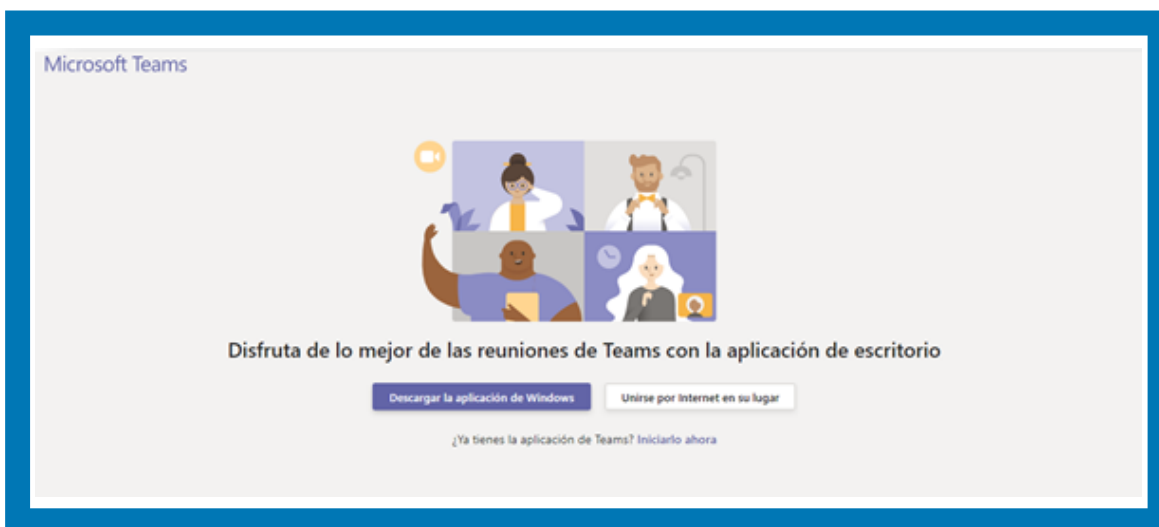 Microsoft Teams
Disfruta de lo mejor de las reuniones de Teams con la aplicación de escritorio
Descargar la aplicación de Windows
Unirse por Internet en su lugar
¿Ya tienes la aplicación de Teams? Iniciarlo ahora